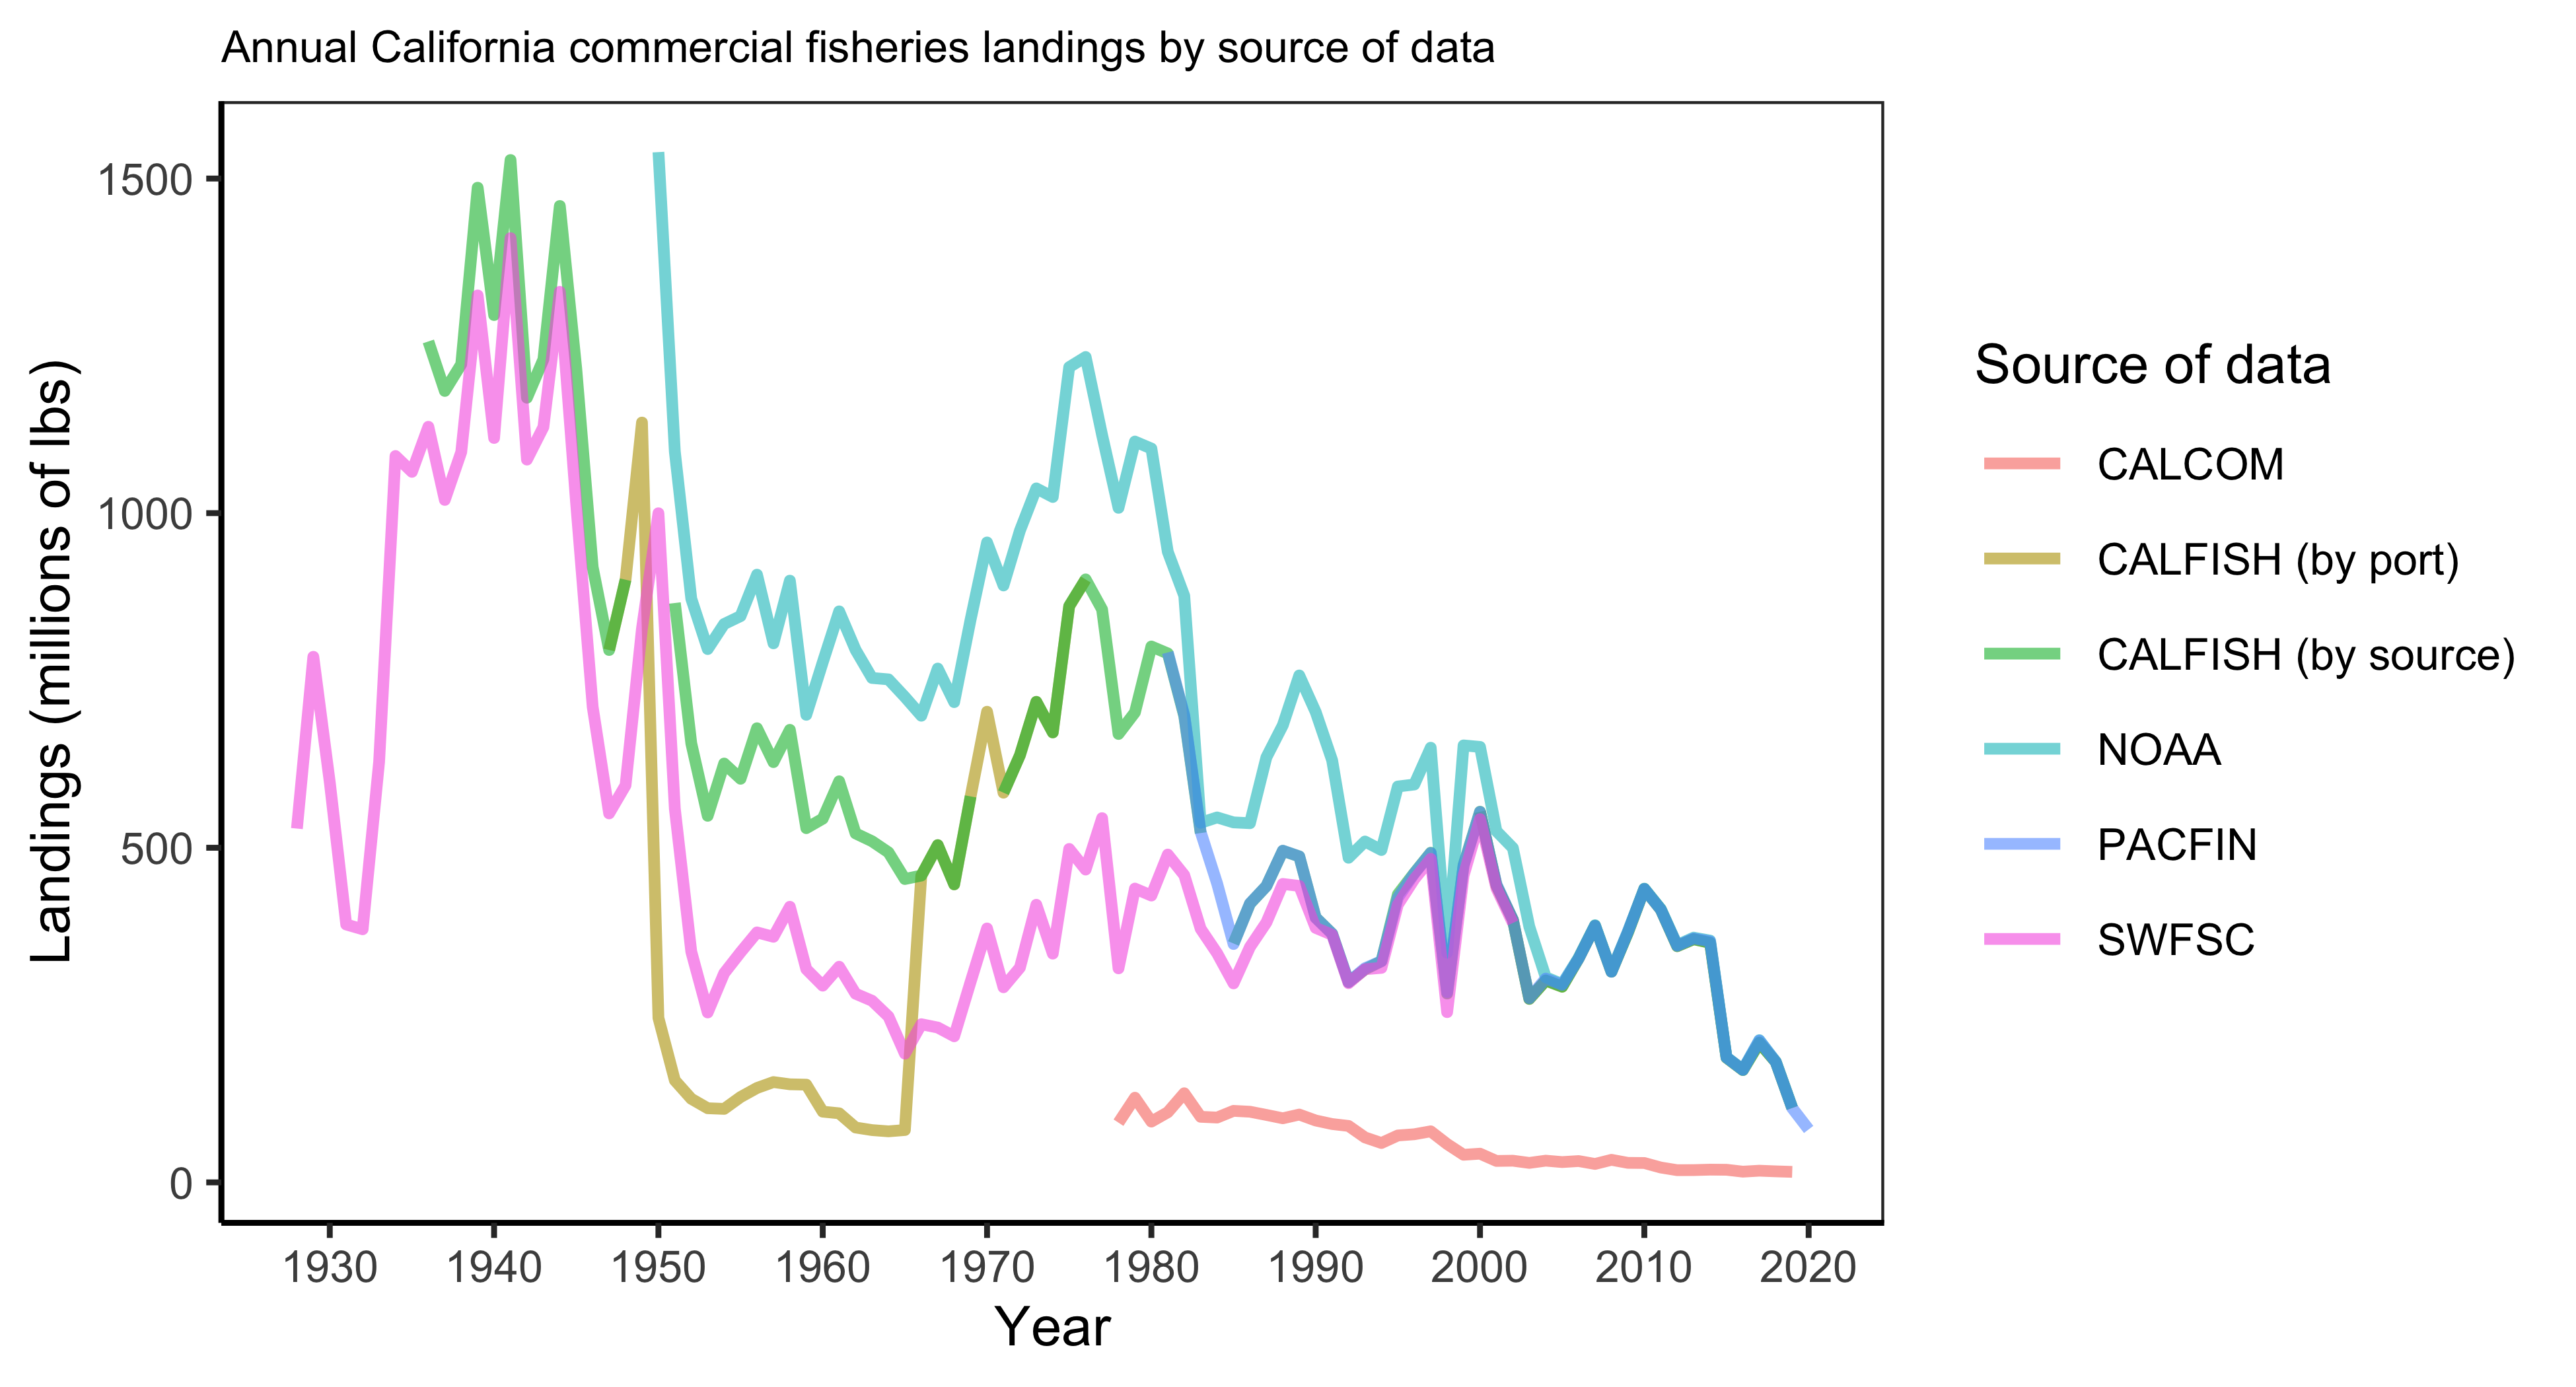 Annual California commercial fisheries landings by source of data
Landings (millions of lbs)
1500
1000
500
0
1930 1940 1950 1960 1970 1980 1990 2000 2010 2020
Year
Source of data
CALCOM
CALFISH (by port)
CALFISH (by source)
NOAA
PACFIN
SWFSC